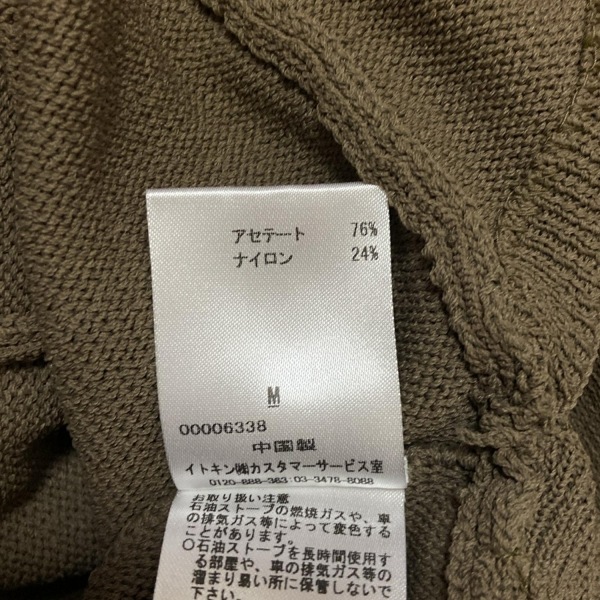 アセテート 76%
ナイロン 24%
M
00006338
中国製
イトキン㈱カスタマーサービス室
0120-888-363:03-3478-8088
お取り扱い注意
石油ストーブの燃焼ガスや、車
の排気ガス等によって変色する
ことがあります。
○石油ストーブを長時間使用す
る部屋や、車の排気ガス等の
溜まり易い所に保管しないで
下さい。